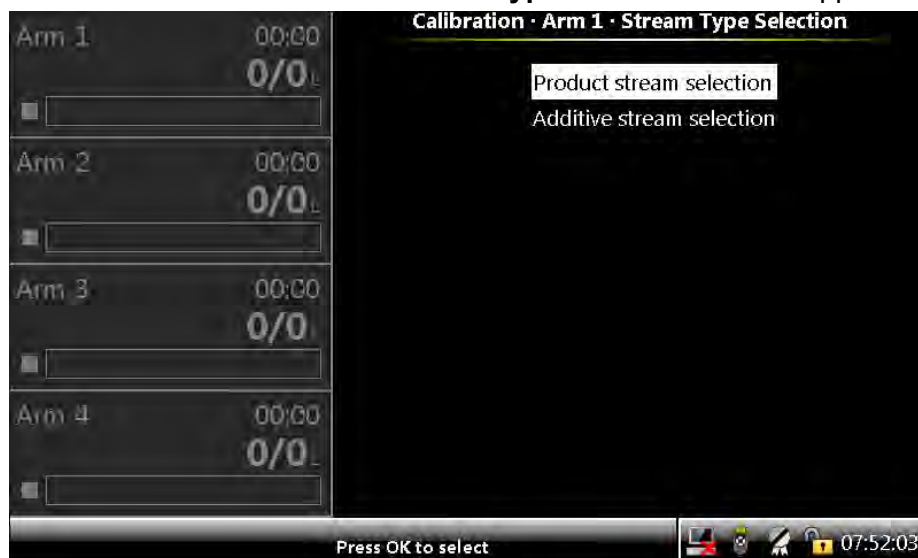 Calibration · Arm 1 · Stream Type Selection
Arm 1 00:00
0/0 L
Arm 2 00:00
0/0 L
Arm 3 00:00
0/0
Arm 4 00:00
0/0
Product stream selection
Additive stream selection
Press OK to select
07:52:03